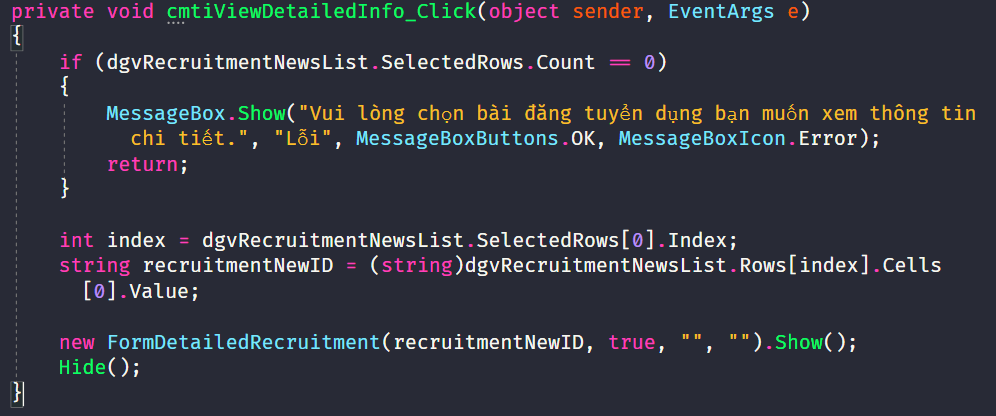 private void cmtiViewDetailedInfo_Click(object sender, EventArgs e)
{
if (dgvRecruitmentNewsList.SelectedRows.Count == 0)
{
MessageBox.Show("Vui lòng chọn bài đăng tuyển dụng bạn muốn xem thông tin
chi tiết.", "Lỗi", MessageBoxButtons.OK, MessageBoxIcon.Error);
return;
}
int index = dgvRecruitmentNewsList.SelectedRows[0].Index;
string recruitmentNewID = (string)dgvRecruitmentNewsList.Rows[index].Cells
[0].Value;
new FormDetailedRecruitment(recruitmentNewID, true, "", "").Show();
Hide();
}